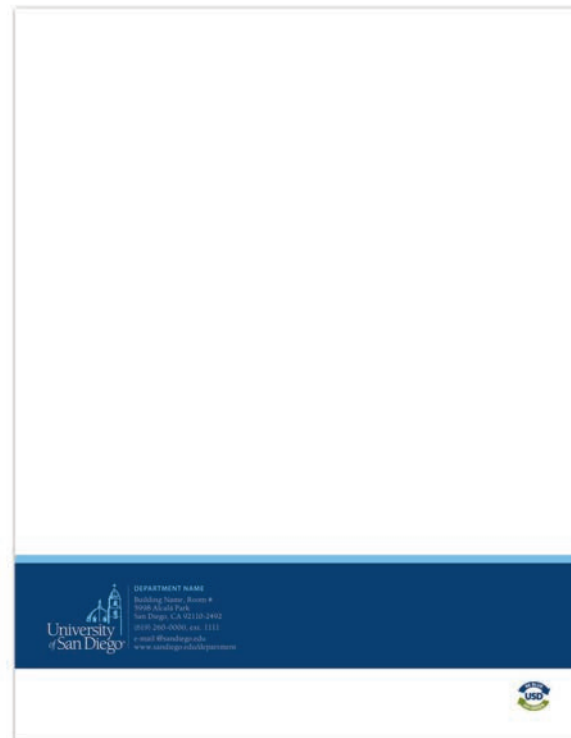 University
of San Diego
DEPARTMENT NAME
Building Name, Room #
5998 Alcalá Park
San Diego, CA 92110-2492
(619) 260-0000, ext. 1111
e-mail @sandiego.edu
www.sandiego.edu/department
USD